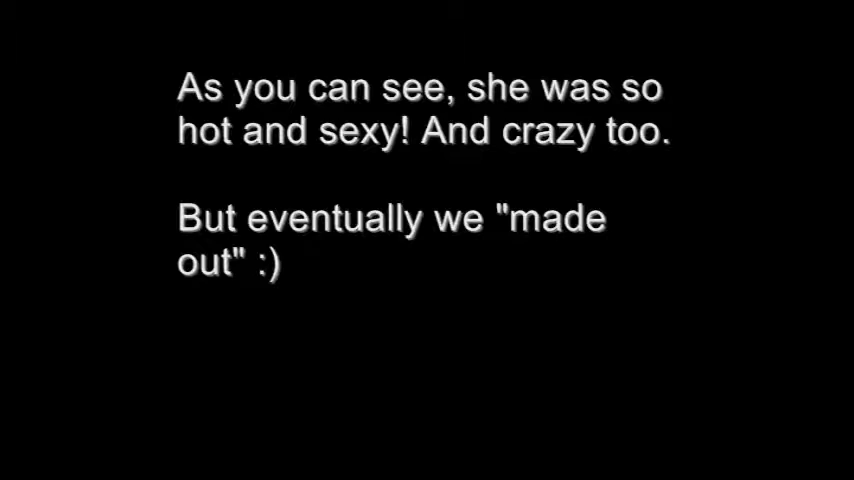 As you can see, she was so
hot and sexy! And crazy too.
But eventually we "made
out" :)